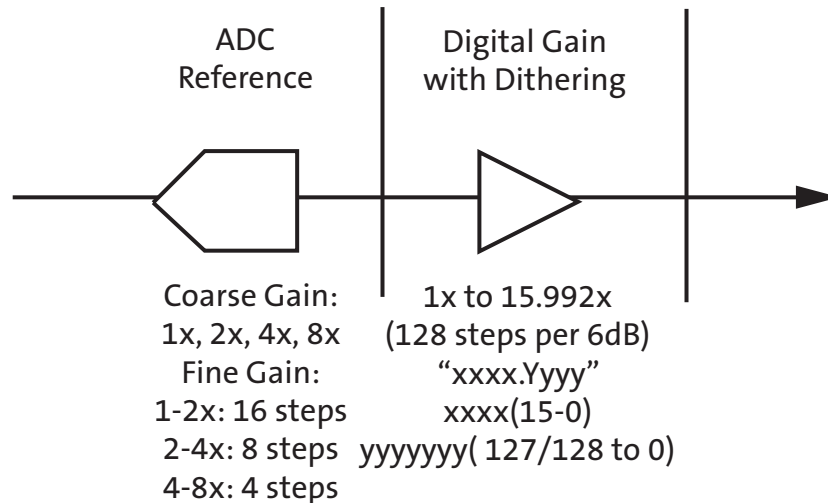 ADC
Reference
Digital Gain
with Dithering
Coarse Gain:
1x, 2x, 4x, 8x
Fine Gain:
1-2x: 16 steps
2-4x: 8 steps
4-8x: 4 steps
1x to 15.992x
(128 steps per 6dB)
“xxxx.Yyyy”
xxxx(15-0)
yyyyyyy( 127/128 to 0)